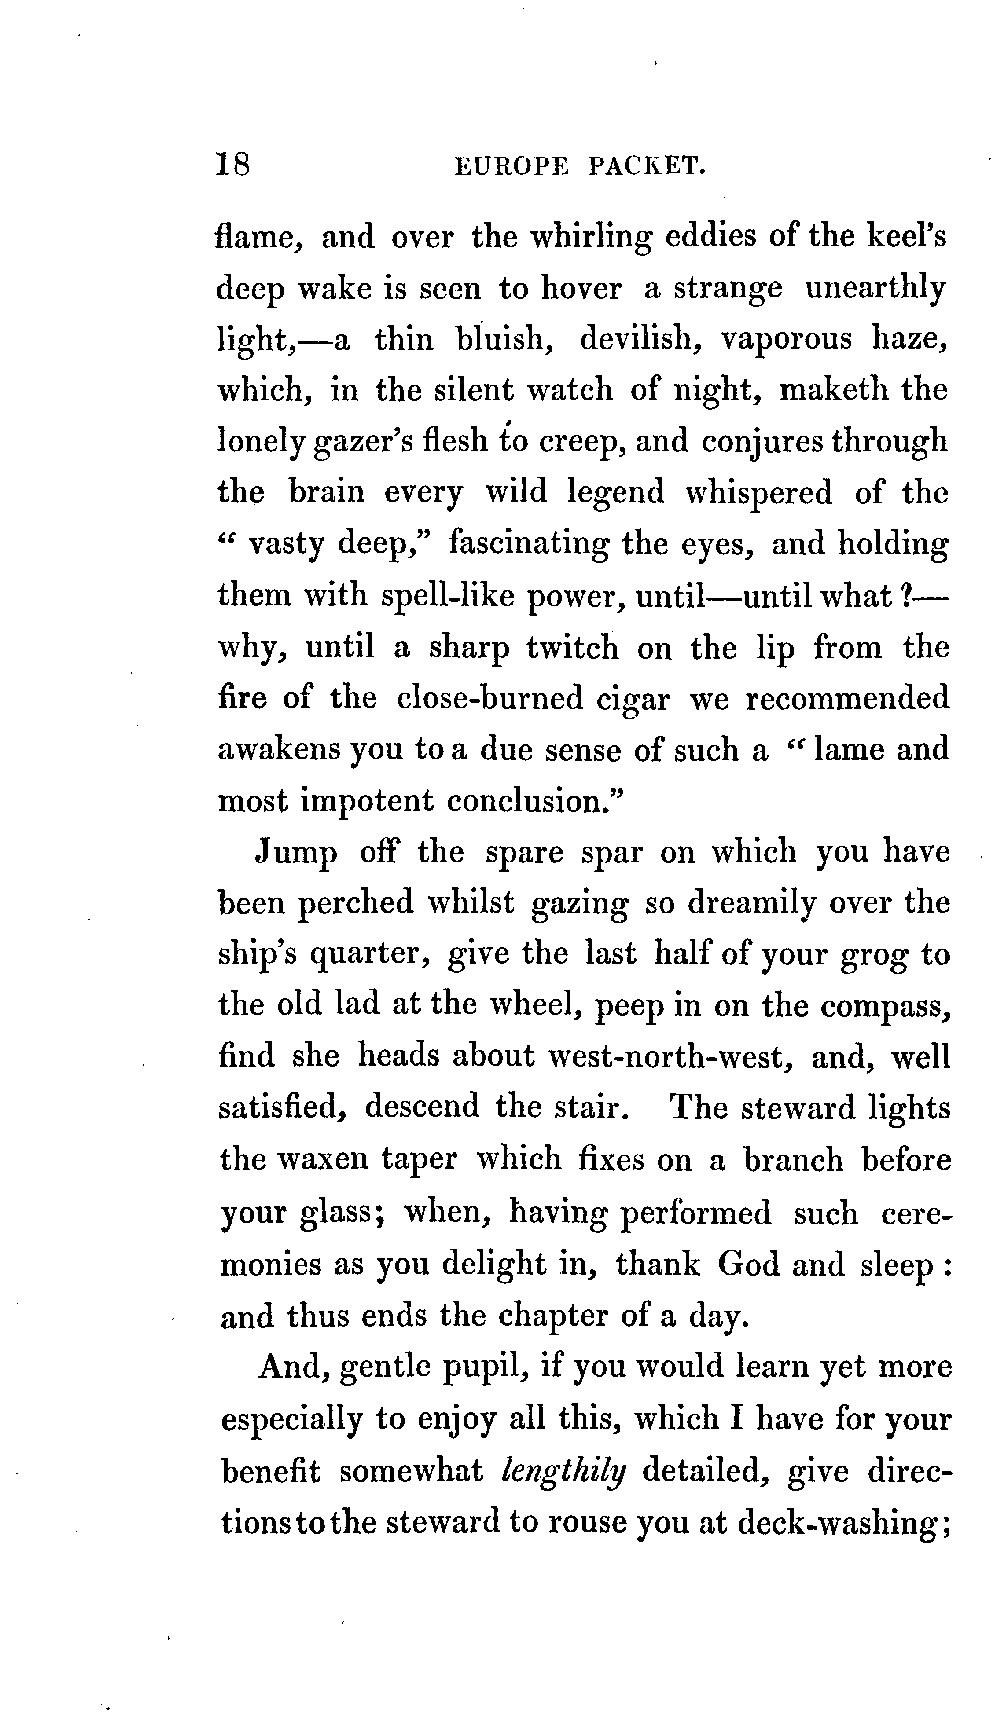 18 EUROPE PACKET.
flame, and over the whirling eddies of the keel's
deep wake is seen to hover a strange unearthly
light,—a thin bluish, devilish, vaporous haze,
which, in the silent watch of night, maketh the
lonely gazer's flesh to creep, and conjures through
the brain every wild legend whispered of the
“ vasty deep,” fascinating the eyes, and holding
them with spell-like power, until—until what ?—
why, until a sharp twitch on the lip from the
fire of the close-burned cigar we recommended
awakens you to a due sense of such a “ lame and
most impotent conclusion.”
Jump off the spare spar on which you have
been perched whilst gazing so dreamily over the
ship's quarter, give the last half of your grog to
the old lad at the wheel, peep in on the compass,
find she heads about west-north-west, and, well
satisfied, descend the stair. The steward lights
the waxen taper which fixes on a branch before
your glass; when, having performed such cere-
monies as you delight in, thank God and sleep :
and thus ends the chapter of a day.
And, gentle pupil, if you would learn yet more
especially to enjoy all this, which I have for your
benefit somewhat lengthily detailed, give direc-
tions to the steward to rouse you at deck-washing;